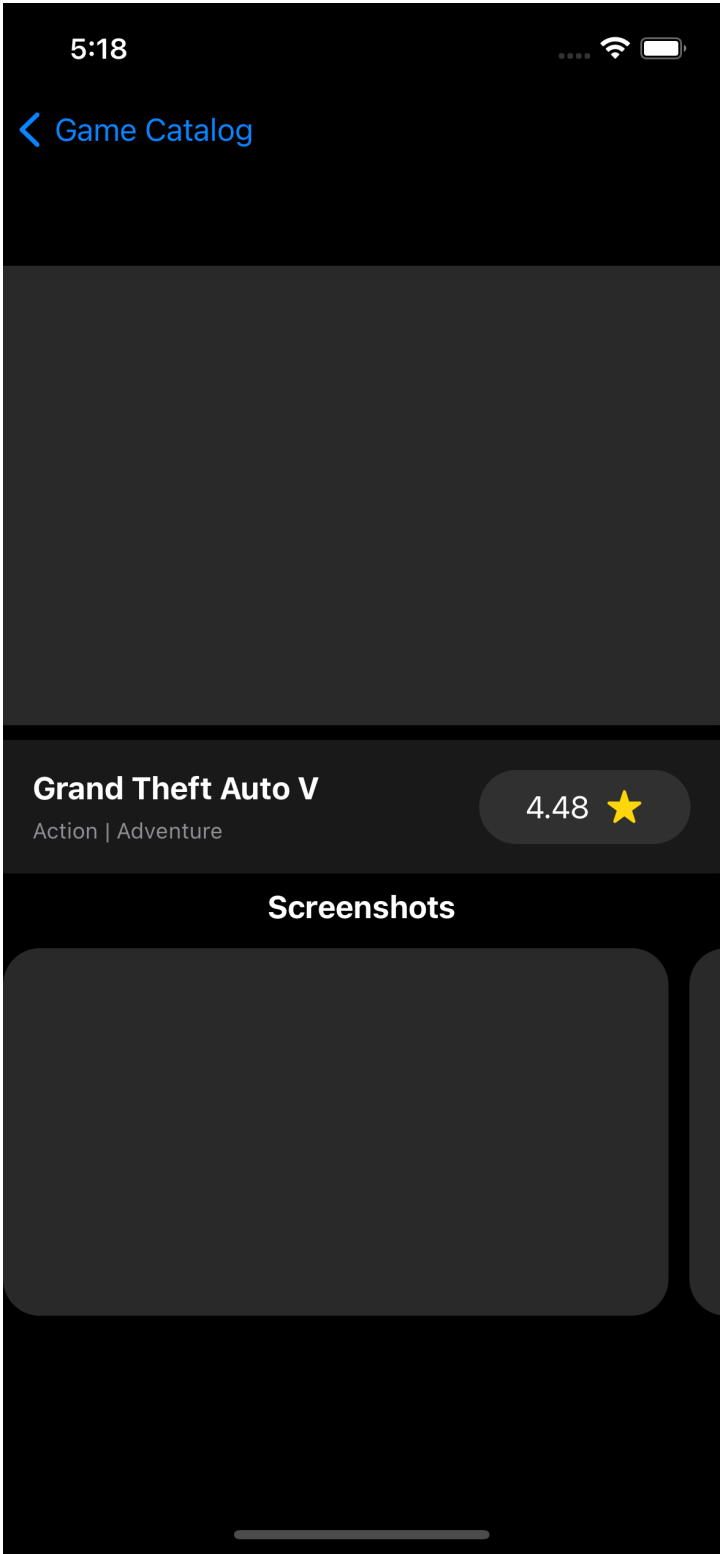 5:18
Game Catalog
Grand Theft Auto V
Action | Adventure
4.48
Screenshots